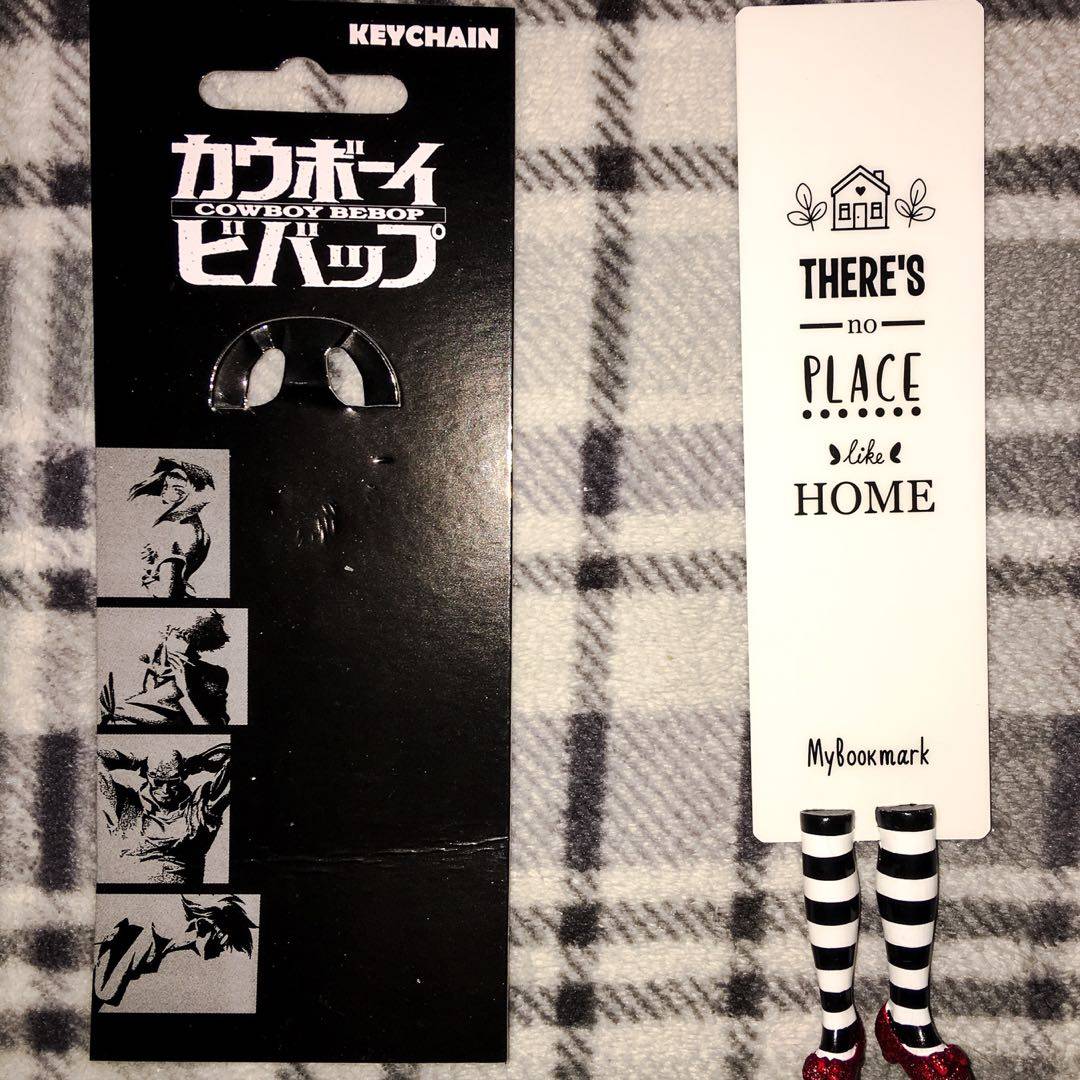 KEYCHAIN
カウボーイ
COWBOY BEBOP
ビバップ
THERE'S
no
PLACE
like
HOME
MyBookmark